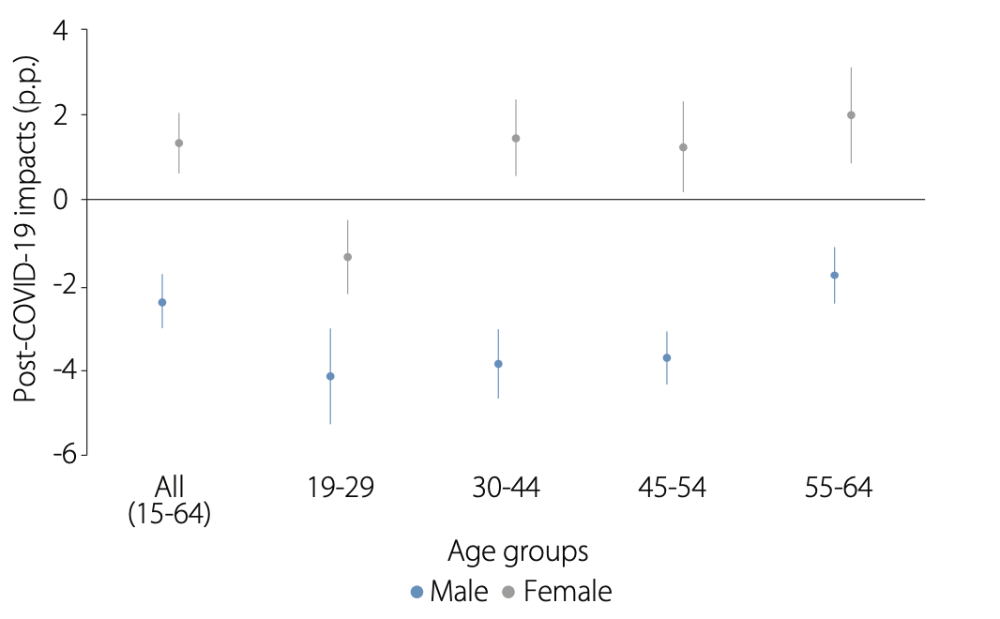 Post-COVID-19 impacts (p.p.)
4
2
0
-2
-4
-6
All
(15-64)
19-29
30-44
45-54
55-64
Age groups
Male
Female